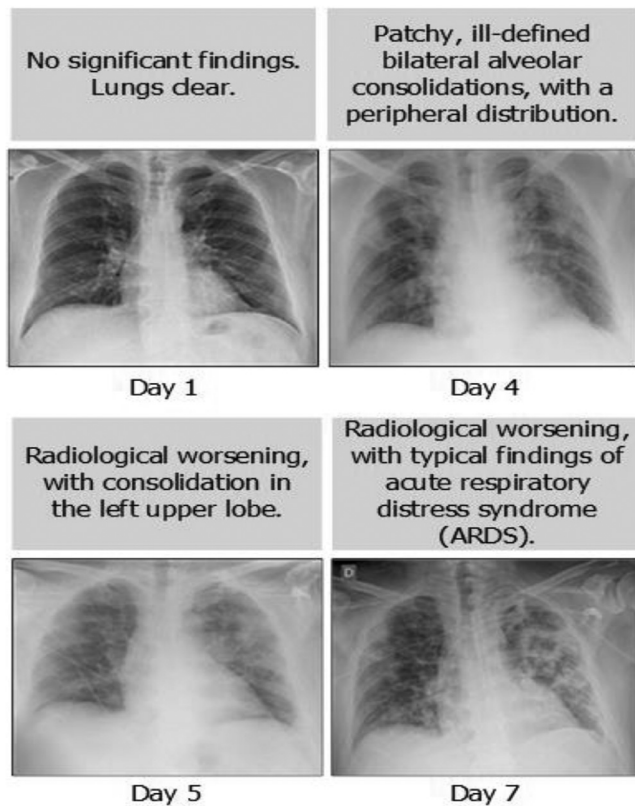 No significant findings.
Lungs clear.
Patchy, ill-defined
bilateral alveolar
consolidations, with a
peripheral distribution.
Day 1
Day 4
Radiological worsening,
with consolidation in
the left upper lobe.
Radiological worsening,
with typical findings of
acute respiratory
distress syndrome
(ARDS).
D
Day 5
Day 7